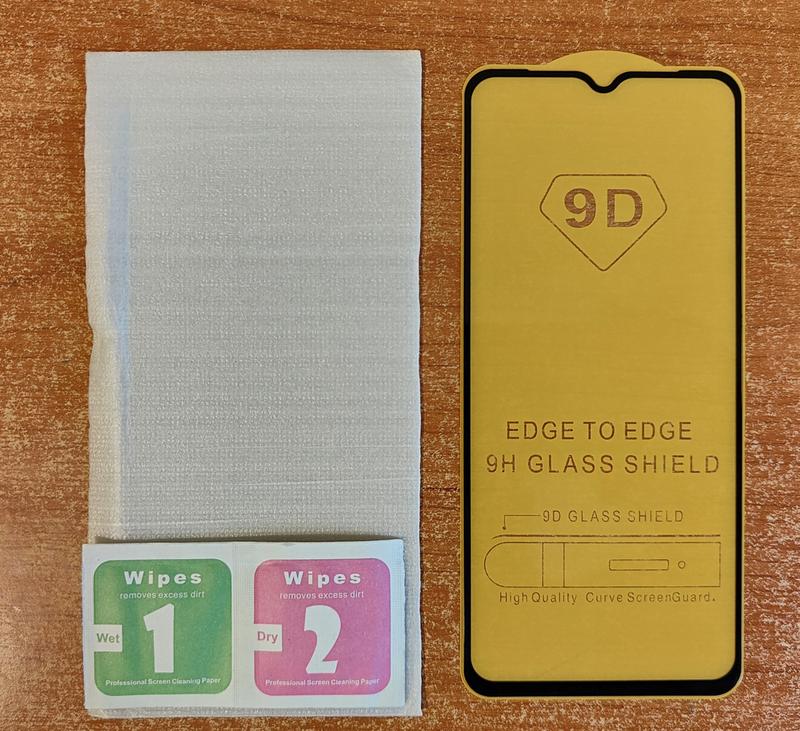 Wipes
removes excess dirt
Wet
1
Professional Screen Cleaning Paper
Wipes
removes excess dirt
Dry
2
Professional Screen Cleaning Paper
9D
EDGE TO EDGE
9H GLASS SHIELD
9D GLASS SHIELD
High Quality Curve ScreenGuard.